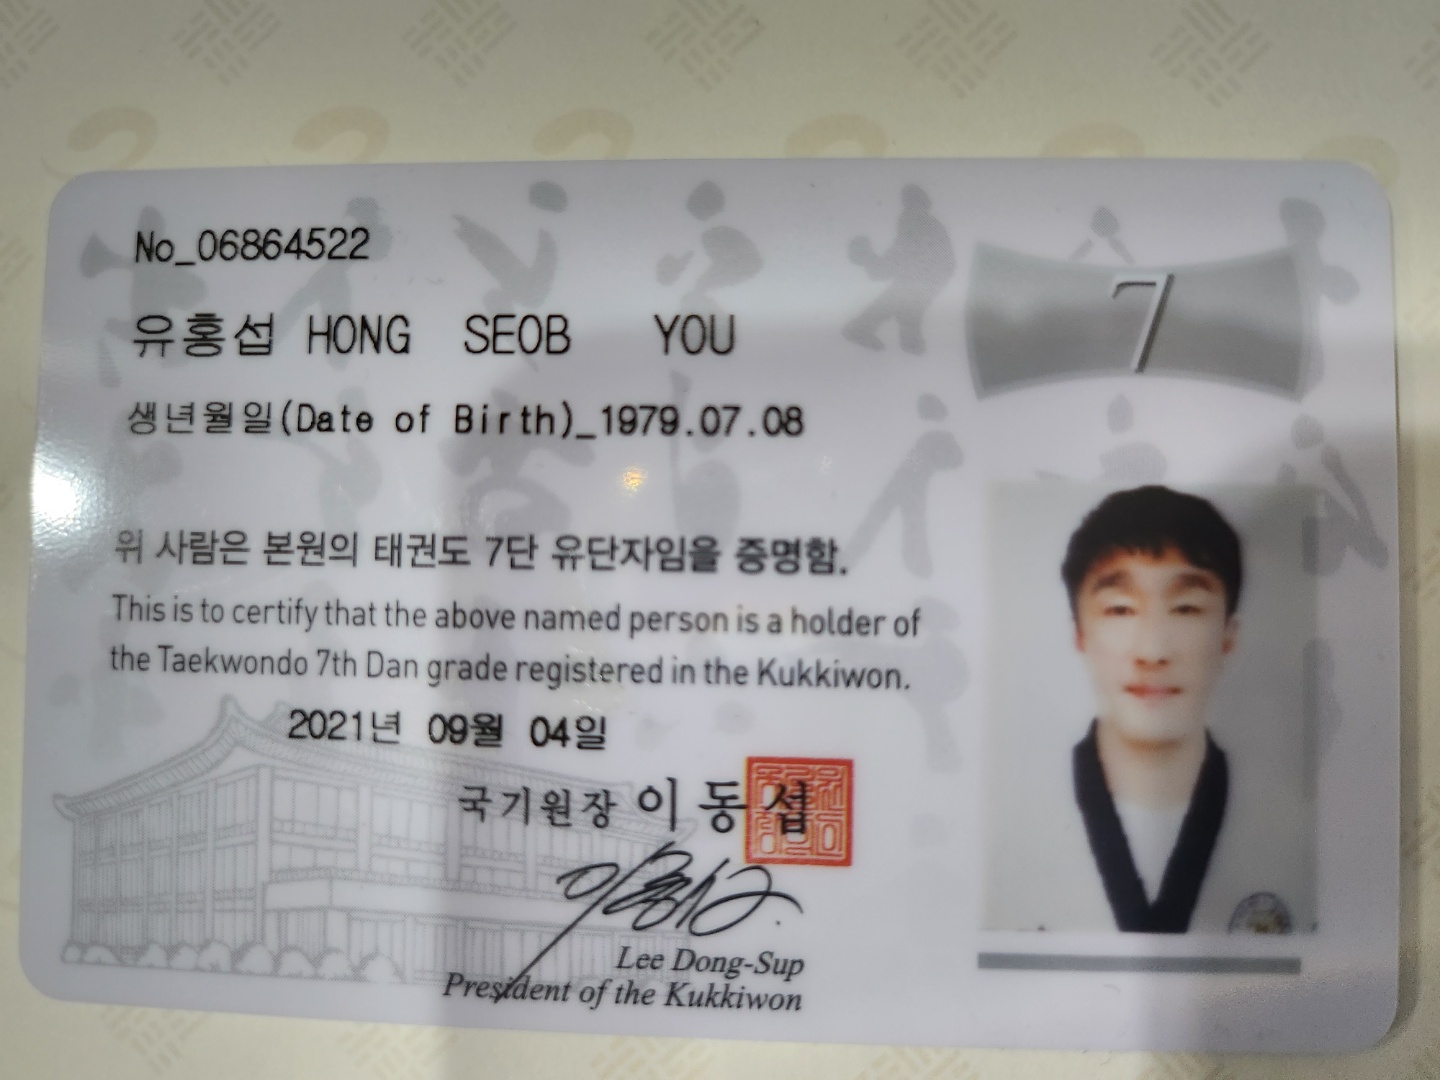 No_06864522
7
유홍섭 HONG SEOB YOU
생년월일(Date of Birth)_1979.07.08
위 사람은 본원의 태권도 7단 유단자임을 증명함.
This is to certify that the above named person is a holder of
the Taekwondo 7th Dan grade registered in the Kukkiwon.
2021년 09월 04일
국기원장 이동섭
Lee Dong-Sup
President of the Kukkiwon